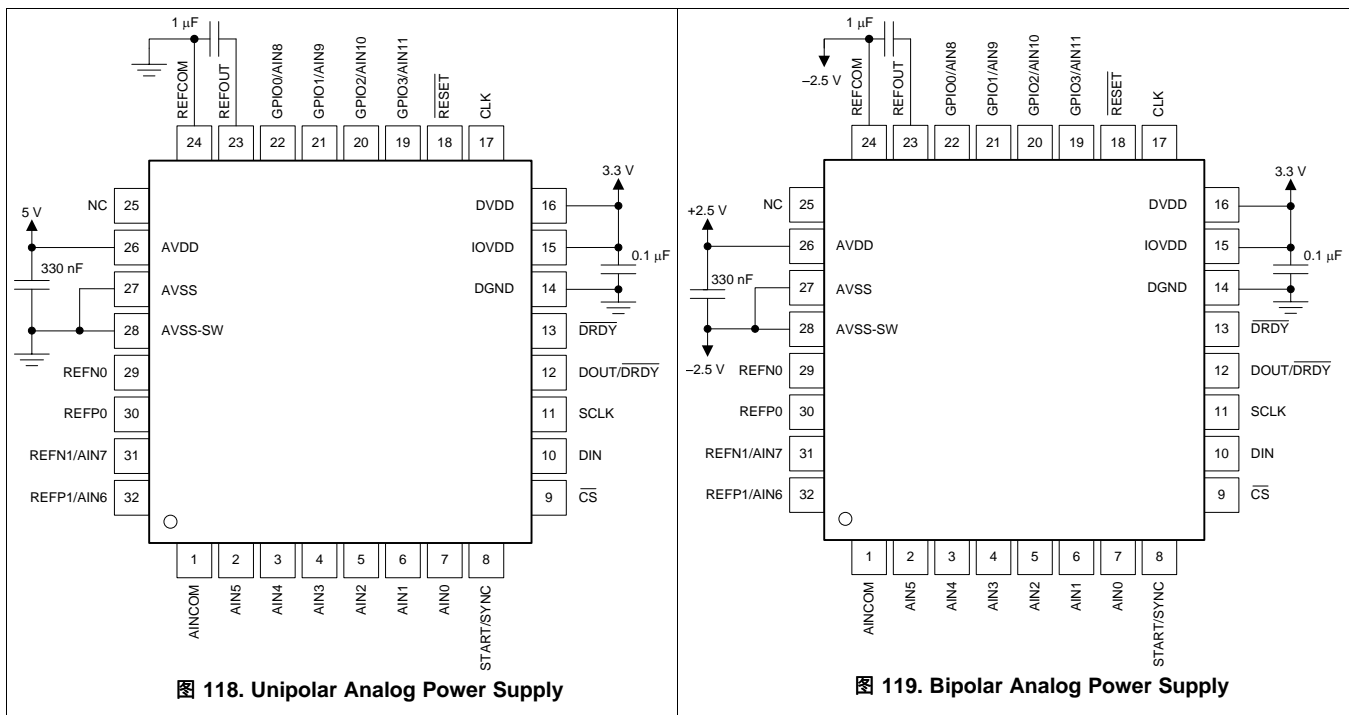 1 μF
REFCOM
REFOUT
GPIO0/AIN8
GPIO1/AIN9
GPIO2/AIN10
GPIO3/AIN11
RESET
CLK
24 23 22 21 20 19 18 17
5 V
330 nF
NC 25
26 AVDD
27 AVSS
28 AVSS-SW
REFN0 29
REFP0 30
REFN1/AIN7 31
REFP1/AIN6 32
3.3 V
0.1 μF
DVDD 16
IOVDD 15
DGND 14
13 DRDY
12 DOUT/DRDY
11 SCLK
10 DIN
9 CS
1 2 3 4 5 6 7 8
AINCOM
AIN5
AIN4
AIN3
AIN2
AIN1
AIN0
START/SYNC
图 118. Unipolar Analog Power Supply
1 μF
–2.5 V
REFCOM
REFOUT
GPIO0/AIN8
GPIO1/AIN9
GPIO2/AIN10
GPIO3/AIN11
RESET
CLK
24 23 22 21 20 19 18 17
+2.5 V
330 nF
–2.5 V
NC 25
26 AVDD
27 AVSS
28 AVSS-SW
REFN0 29
REFP0 30
REFN1/AIN7 31
REFP1/AIN6 32
3.3 V
0.1 μF
DVDD 16
IOVDD 15
DGND 14
13 DRDY
12 DOUT/DRDY
11 SCLK
10 DIN
9 CS
1 2 3 4 5 6 7 8
AINCOM
AIN5
AIN4
AIN3
AIN2
AIN1
AIN0
START/SYNC
图 119. Bipolar Analog Power Supply